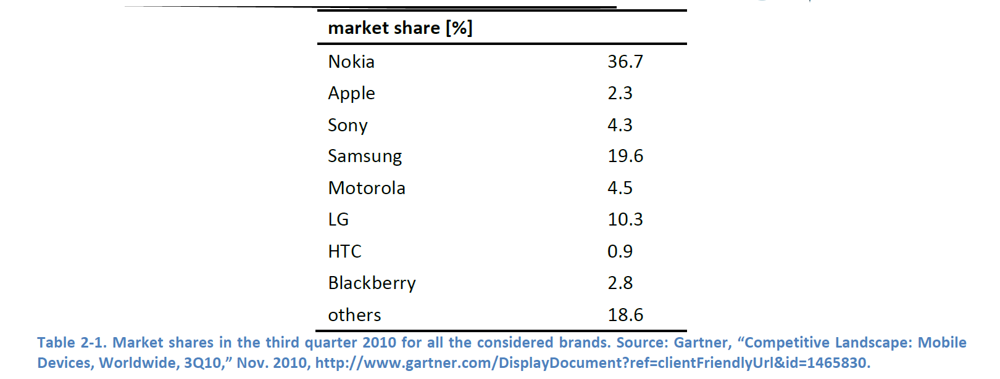 market share [%]
Nokia 36.7
Apple 2.3
Sony 4.3
Samsung 19.6
Motorola 4.5
LG 10.3
HTC 0.9
Blackberry 2.8
others 18.6
Table 2-1. Market shares in the third quarter 2010 for all the considered brands. Source: Gartner, “Competitive Landscape: Mobile
Devices, Worldwide, 3Q10,” Nov. 2010, http://www.gartner.com/DisplayDocument?ref=clientFriendlyUrl&id=1465830.